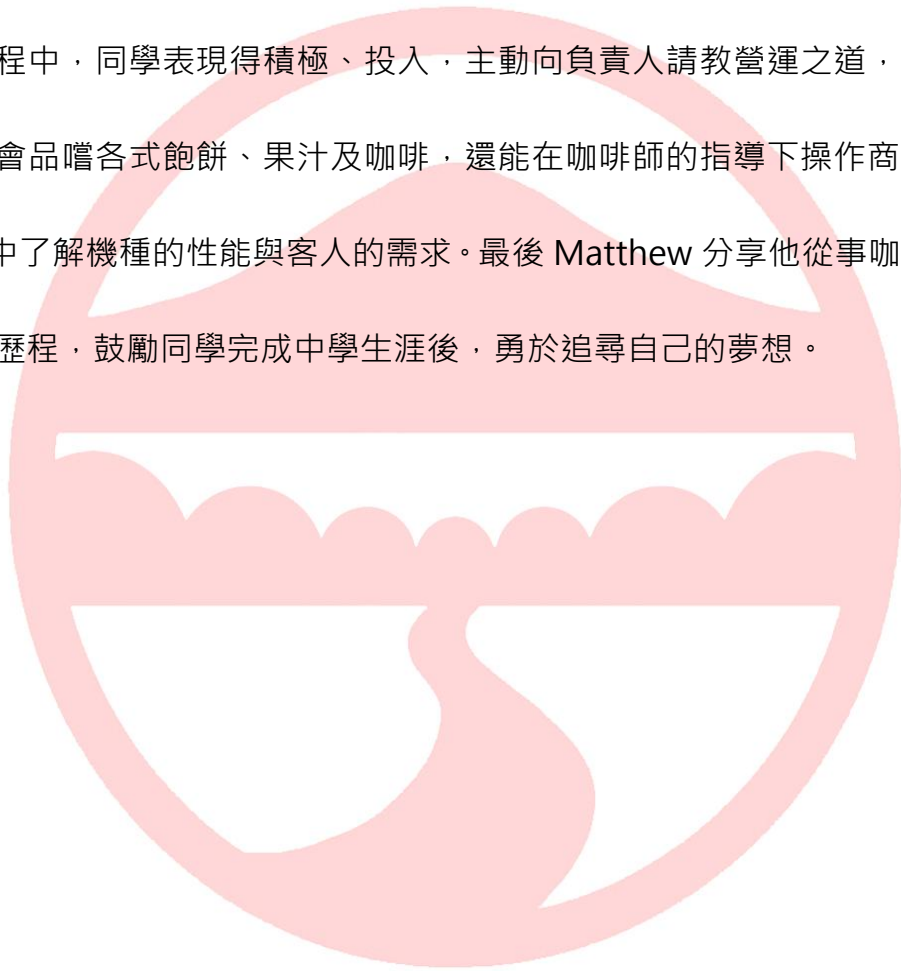 程中，同學表現得積極、投入，主動向負責人請教營運之道，
會品嚐各式飽餅、果汁及咖啡，還能在咖啡師的指導下操作商
中了解機種的性能與客人的需求。最後 Matthew 分享他從事咖
歷程，鼓勵同學完成中學生涯後，勇於追尋自己的夢想。